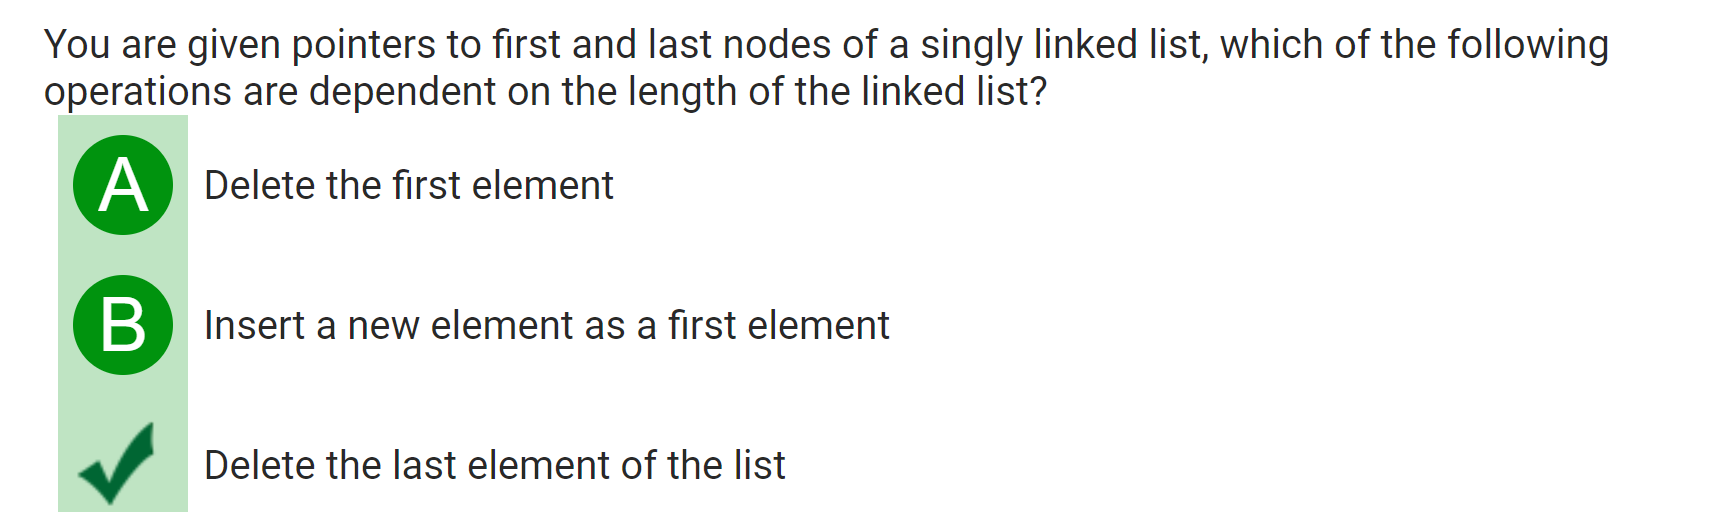 You are given pointers to first and last nodes of a singly linked list, which of the following
operations are dependent on the length of the linked list?
A Delete the first element
B Insert a new element as a first element
Delete the last element of the list